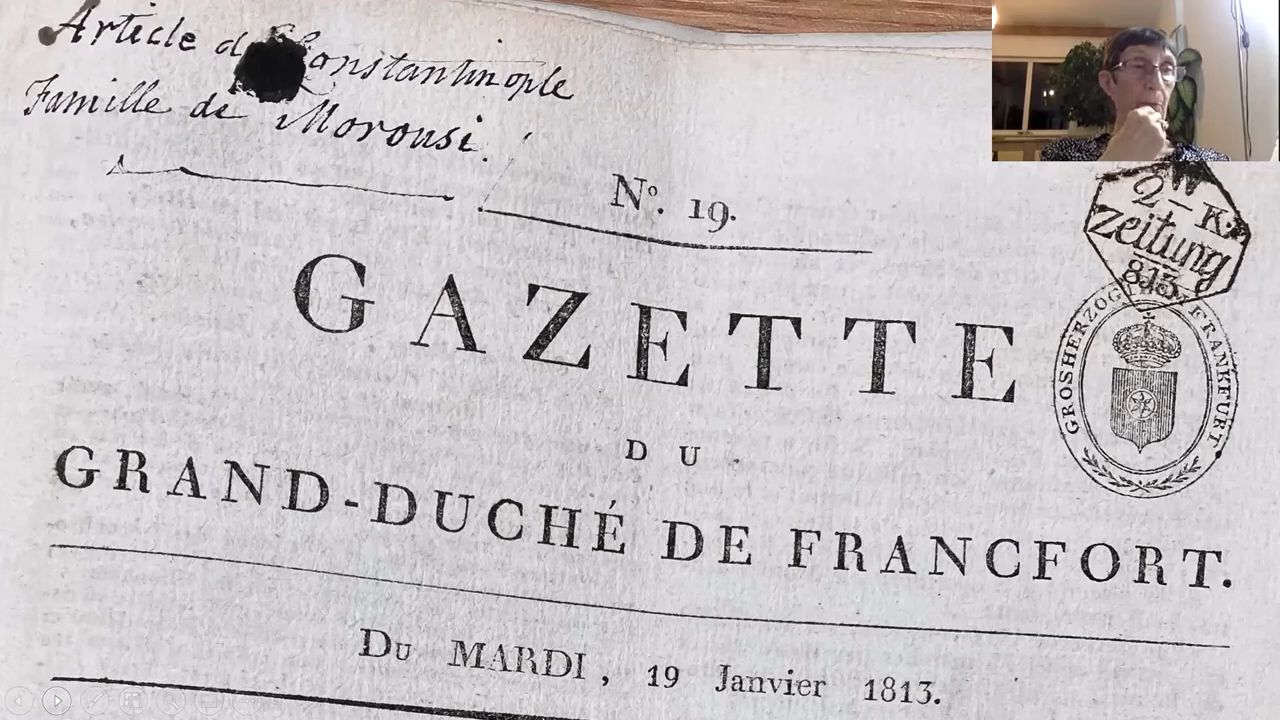 Article de Constantinople
Famille de Morousi.
N°. 19.
GAZETTE
DU
GRAND-DUCHÉ DE FRANCFORT.
Du MARDI, 19 Janvier 1813.
2 K.
Zeitung
813.
GROSHERZOG FRANKFURT